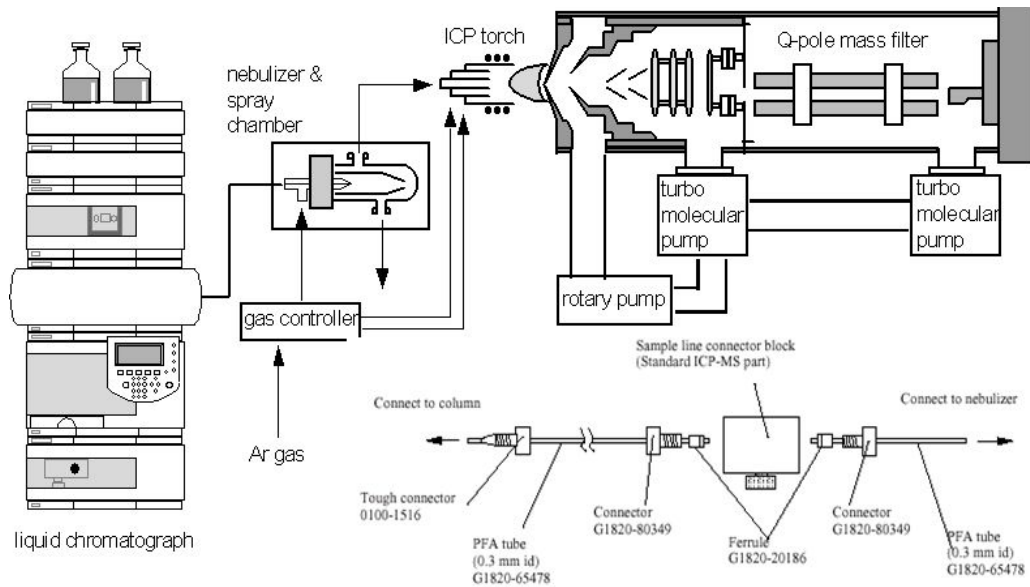 ICP torch
Q-pole mass filter
nebulizer &
spray
chamber
turbo
molecular
pump
turbo
molecular
pump
rotary pump
gas controller
Ar gas
liquid chromatograph
Sample line connector block
(Standard ICP-MS part)
Connect to column
Connect to nebulizer
Tough connector
0100-1516
PFA tube
(0.3 mm id)
G1820-65478
Connector
G1820-80349
Ferrule
G1820-20186
Connector
G1820-80349
PFA tube
(0.3 mm id)
G1820-65478